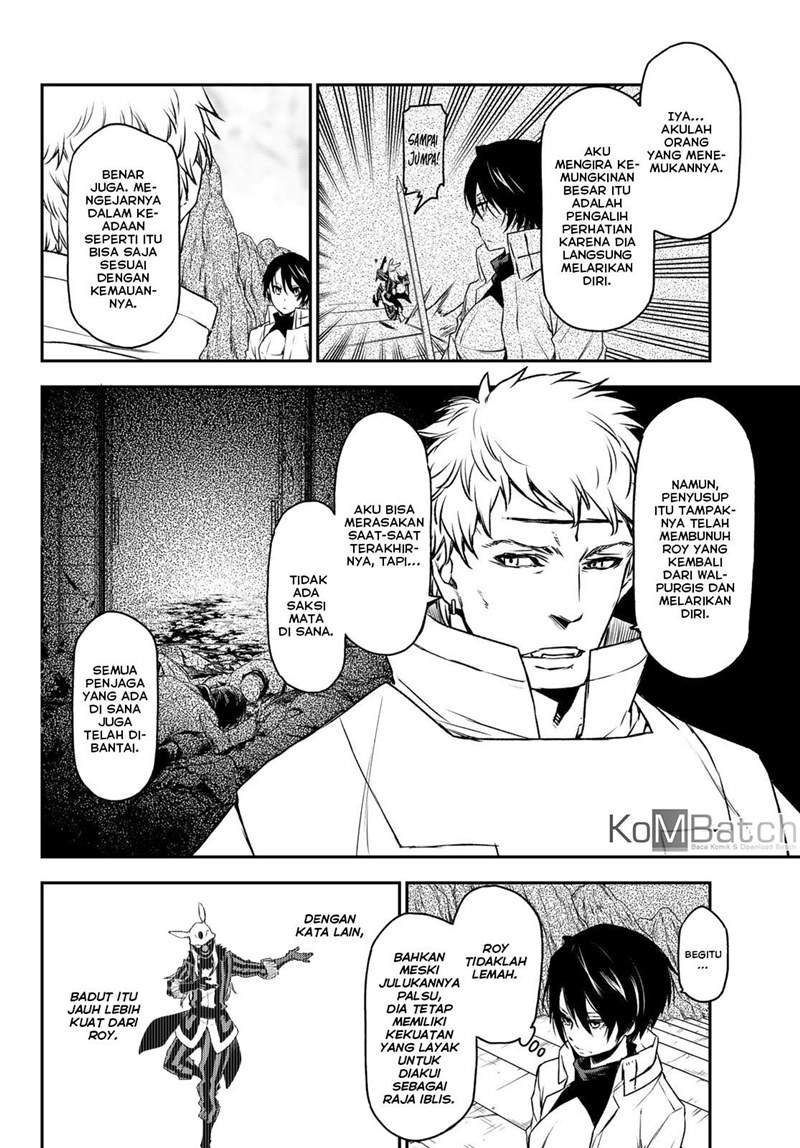 IYA...
AKULAH
ORANG
YANG MENE-
MUKANNYA.
AKU
MENGIRA KE-
MUNGKINAN
BESAR ITU
ADALAH
PENGALIH
PERHATIAN
KARENA DIA
LANGSUNG
MELARIKAN
DIRI.
SAMPAI
JUMPA!
BENAR
JUGA. ME-
NGEJARNYA
DALAM KE-
ADAAN
SEPERTI ITU
BISA SAJA
SESUAI
DENGAN
KEMAUAN-
NYA.
NAMUN,
PENYUSUP
ITU TAMPAK-
NYA TELAH
MEMBUNUH
ROY YANG
KEMBALI
DARI WAL-
PURGIS DAN
MELARIKAN
DIRI.
AKU BISA
MERASAKAN
SAAT-SAAT
TERAKHIR-
NYA, TAPI...
TIDAK
ADA
SAKSI
MATA
DI SANA.
SEMUA
PENJAGA
YANG ADA
DI SANA
JUGA
TELAH DI-
BANTAI.
KoMBatch
Baca Komik & Download Batch
BEGITU
...
ROY
TIDAKLAH
LEMAH.
BAHKAN
MESKI
JULUKANNYA
PALSU,
DIA TETAP
MEMILIKI
KEKUATAN
YANG LAYAK
UNTUK
DIAKUI
SEBAGAI
RAJA IBLIS.
DENGAN
KATA LAIN,
BADUT ITU
JAUH LEBIH
KUAT DARI
ROY.